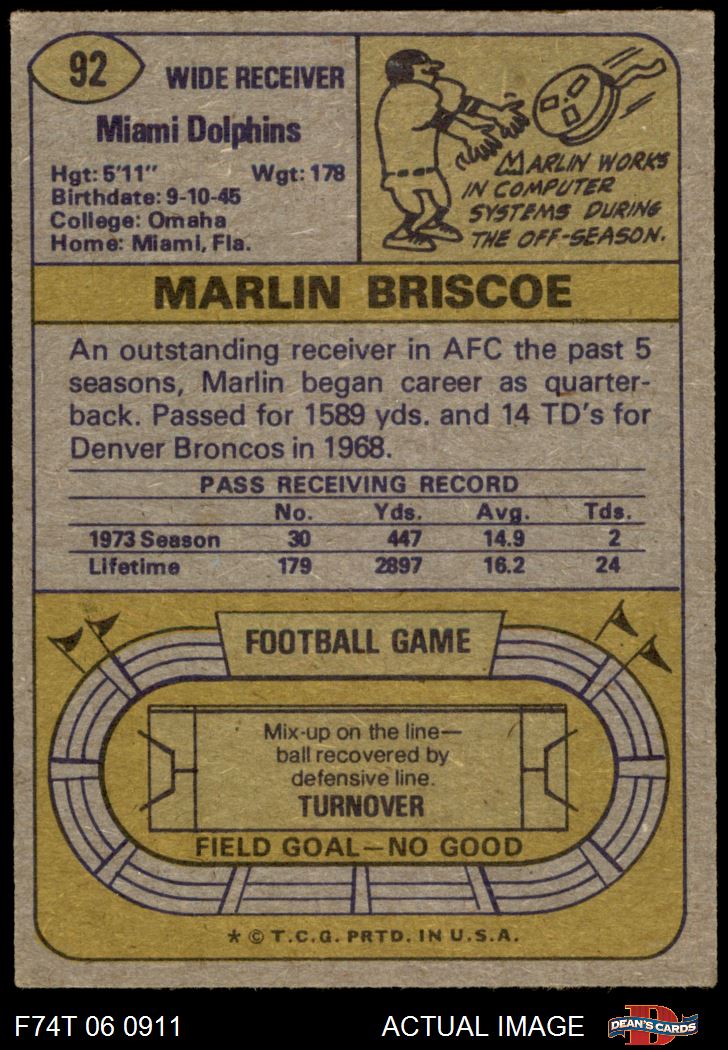 92
WIDE RECEIVER
Miami Dolphins
Hgt: 5'11" Wgt: 178
Birthdate: 9-10-45
College: Omaha
Home: Miami, Fla.
MARLIN WORKS
IN COMPUTER
SYSTEMS DURING
THE OFF-SEASON.
MARLIN BRISCOE
An outstanding receiver in AFC the past 5
seasons, Marlin began career as quarter-
back. Passed for 1589 yds. and 14 TD's for
Denver Broncos in 1968.
PASS RECEIVING RECORD
No. Yds. Avg. Tds.
1973 Season 30 447 14.9 2
Lifetime 179 2897 16.2 24
FOOTBALL GAME
Mix-up on the line—
ball recovered by
defensive line.
TURNOVER
FIELD GOAL—NO GOOD
* © T.C.G. PRTD. IN U.S.A.
F74T 06 0911 ACTUAL IMAGE
DEAN'S CARDS